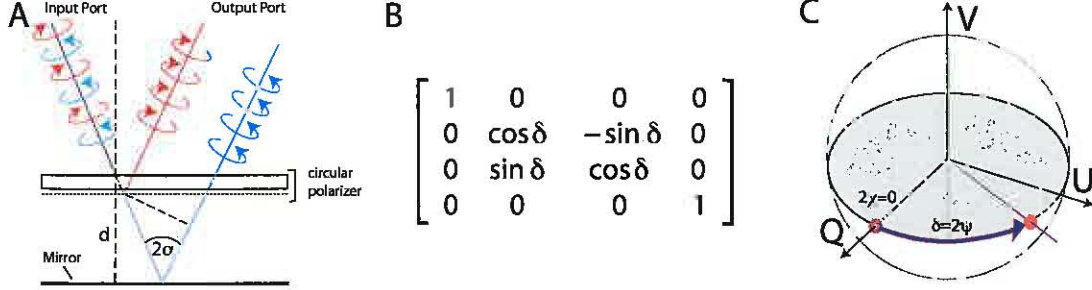 A
Input Port
Output Port
circular
polarizer
d
2σ
Mirror
B
1 0 0 0
0 cosδ −sinδ 0
0 sinδ cosδ 0
0 0 0 1
C
V
U
2χ=0
Q
δ=2ψ